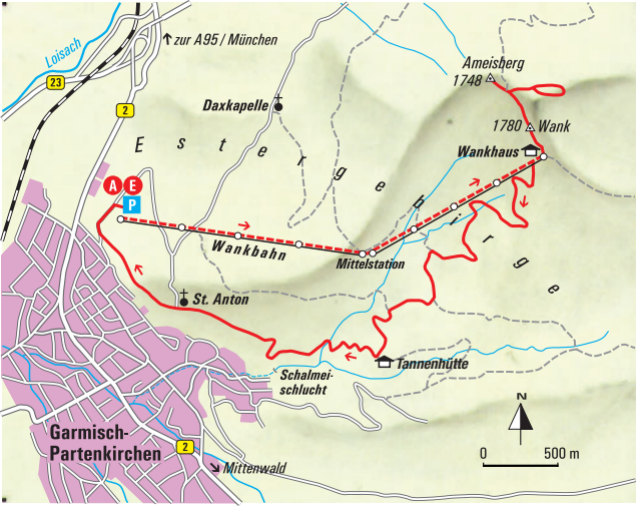 Loisach
23
↗ zur A95 / München
2
Ameisberg
1748
Daxkapelle
1780 Wank
Wankhaus
Estergebirge
A E
P
Wankbahn
Mittelstation
St. Anton
Tannenhütte
Schalmei-
schlucht
N
0 500 m
Garmisch-
Partenkirchen
2
Mittenwald